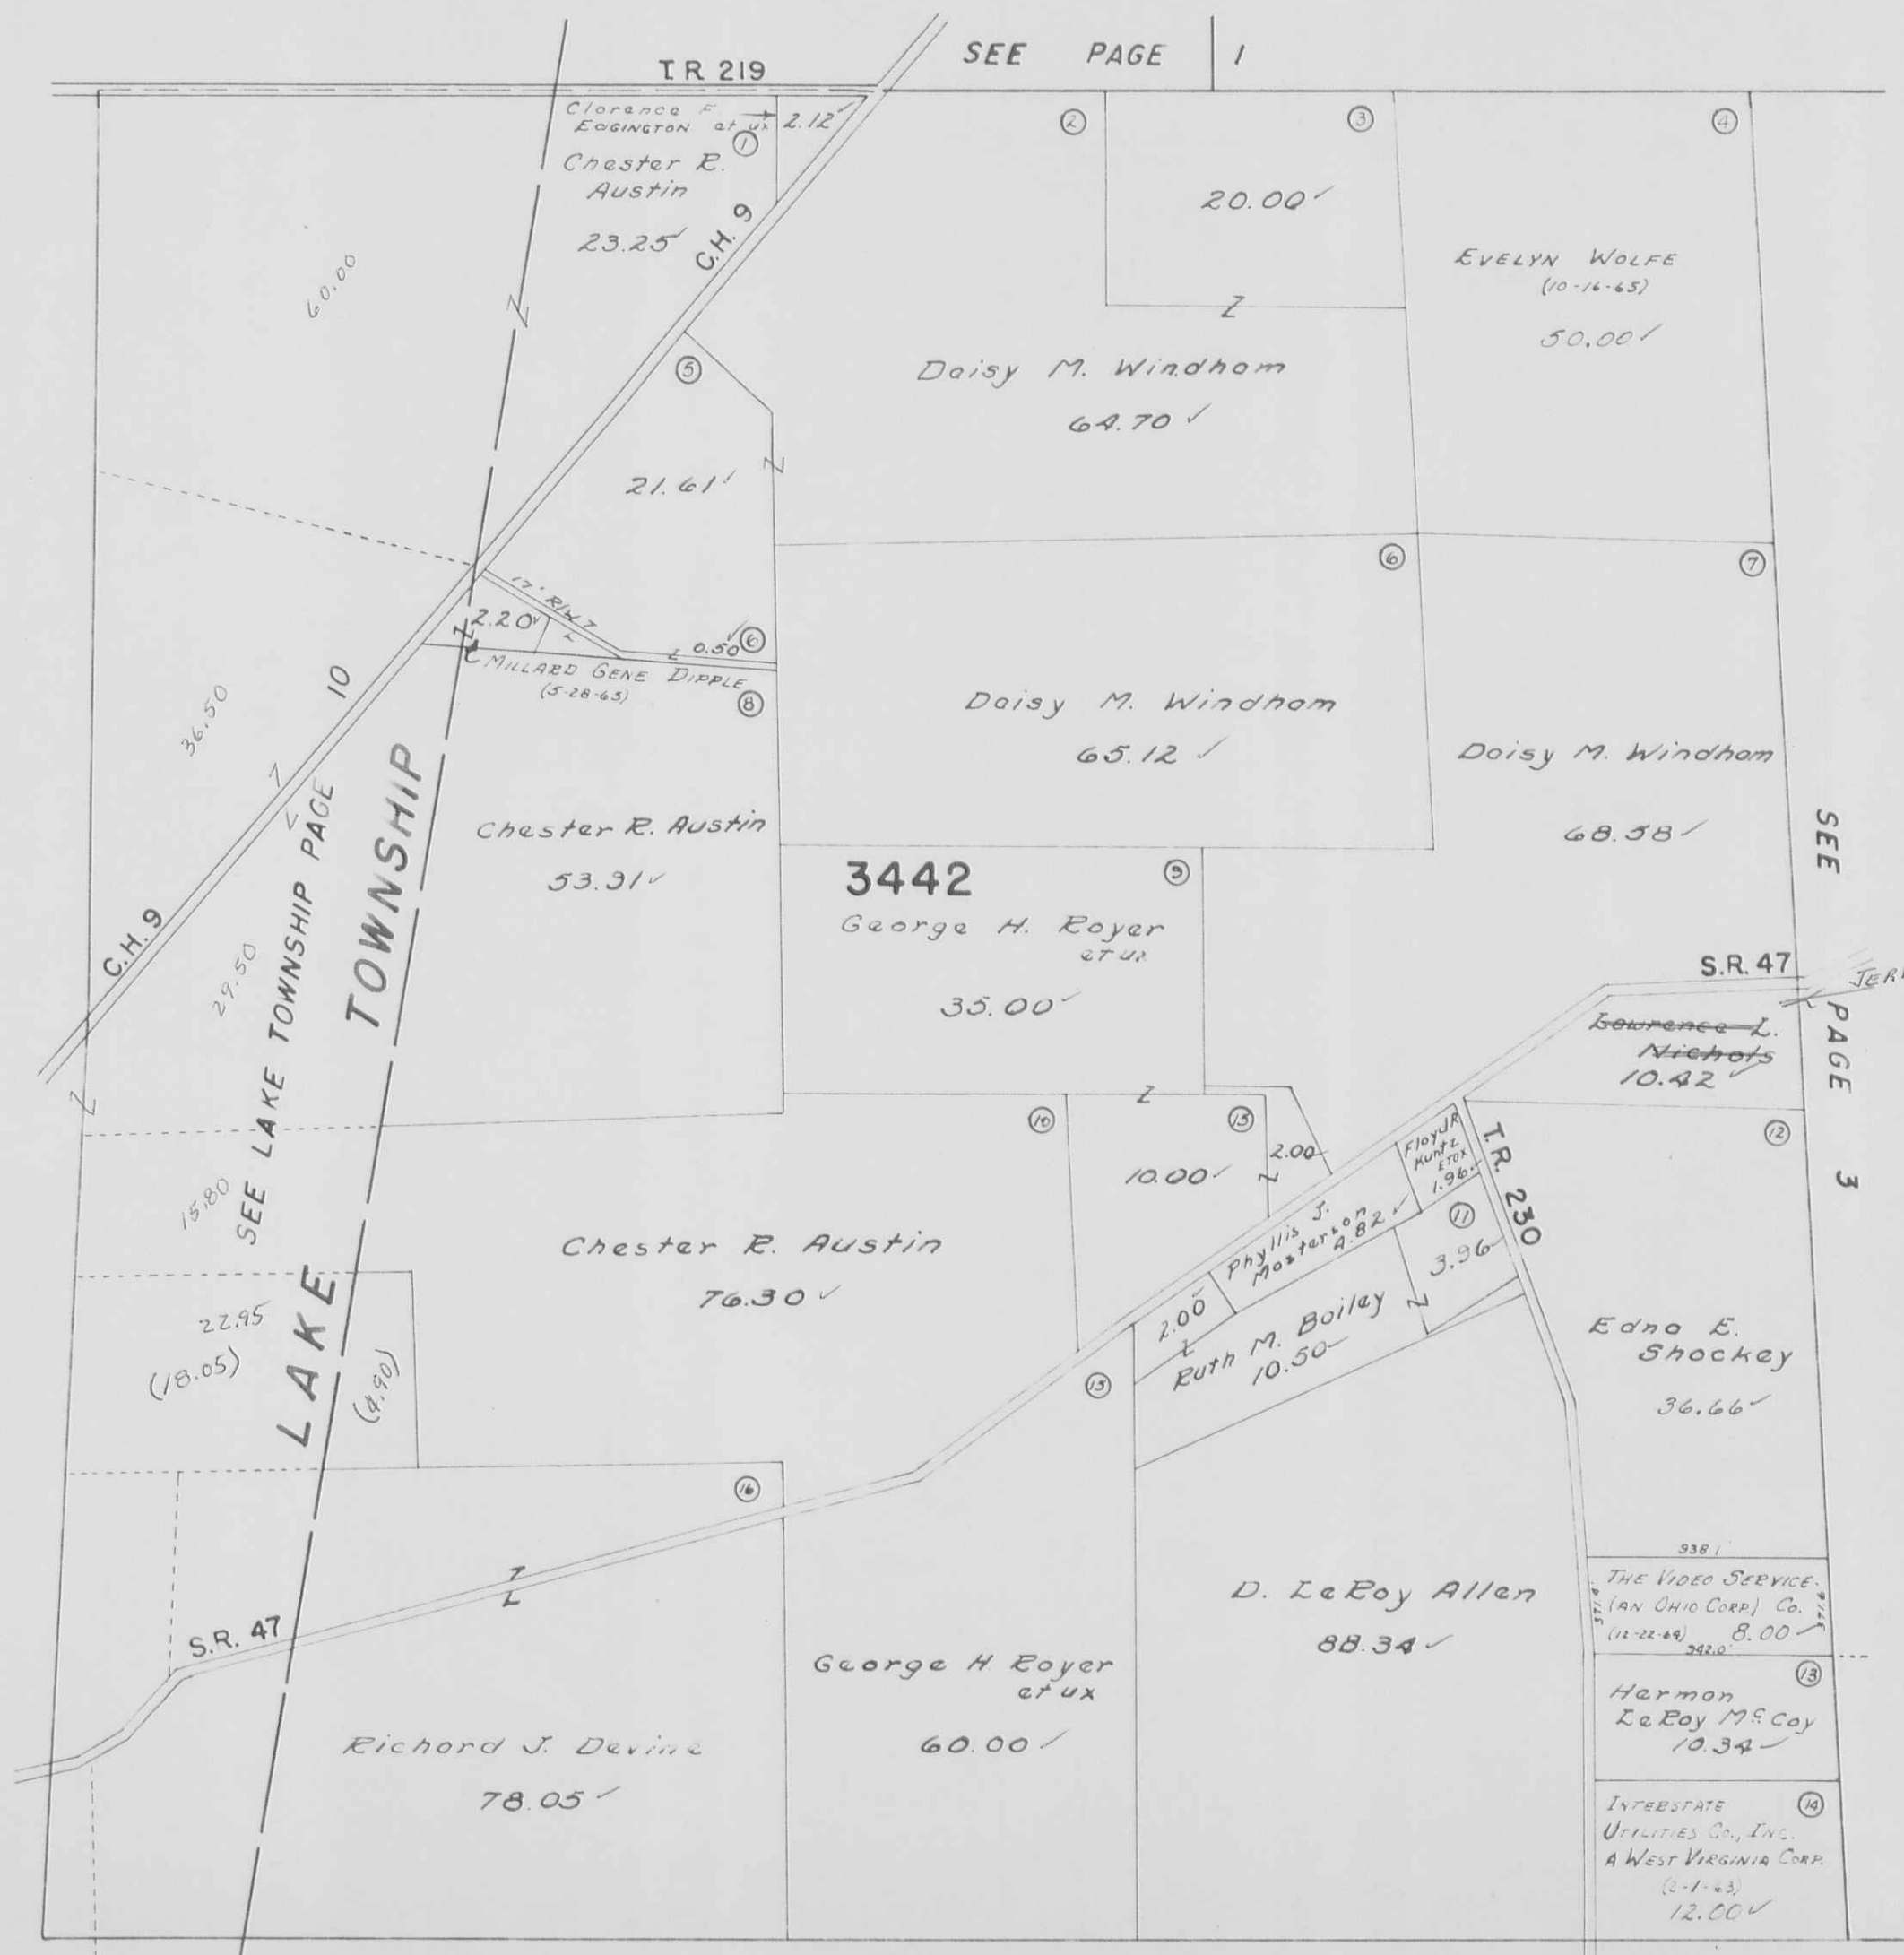 SEE PAGE 1
T.R 219
Clarence F.
EDGINGTON et ux
2.12
①
Chester R.
Austin
23.25
C.H. 9
60.00
②
③
20.00
④
EVELYN WOLFE
(10-16-65)
50.00
Daisy M. Windham
64.70
⑤
21.61
17' R/W
2.20
0.50
⑥
MILLARD GENE DIPPLE
(5-28-65)
⑥
Daisy M. Windham
65.12
⑦
Daisy M. Windham
68.58
36.50
10
SEE LAKE TOWNSHIP PAGE
LAKE TOWNSHIP
C.H. 9
29.50
⑧
Chester R. Austin
53.91
3442
⑨
George H. Royer
et ux
35.00
SEE PAGE 3
S.R. 47
Lawrence L.
Nichols
10.42
15.80
⑩
Chester R. Austin
76.30
⑮
10.00
2.00
Floyd R
Kuntz
ETUX
1.96
T.R. 230
⑫
Phyllis J.
Masterson
4.82
⑪
3.96
2.00
Ruth M. Bailey
10.50
Edna E.
Shockey
36.66
22.95
(18.05)
(4.90)
⑮
⑯
S.R. 47
Richard J. Devine
78.05
George H Royer
et ux
60.00
D. LeRoy Allen
88.34
938
THE VIDEO SERVICE
(AN OHIO CORP.) Co.
(12-22-64) 8.00
942.0
⑬
Harmon
LeRoy McCoy
10.34
INTERSTATE ⑭
UTILITIES CO., INC.
A WEST VIRGINIA CORP.
(2-1-63)
12.00